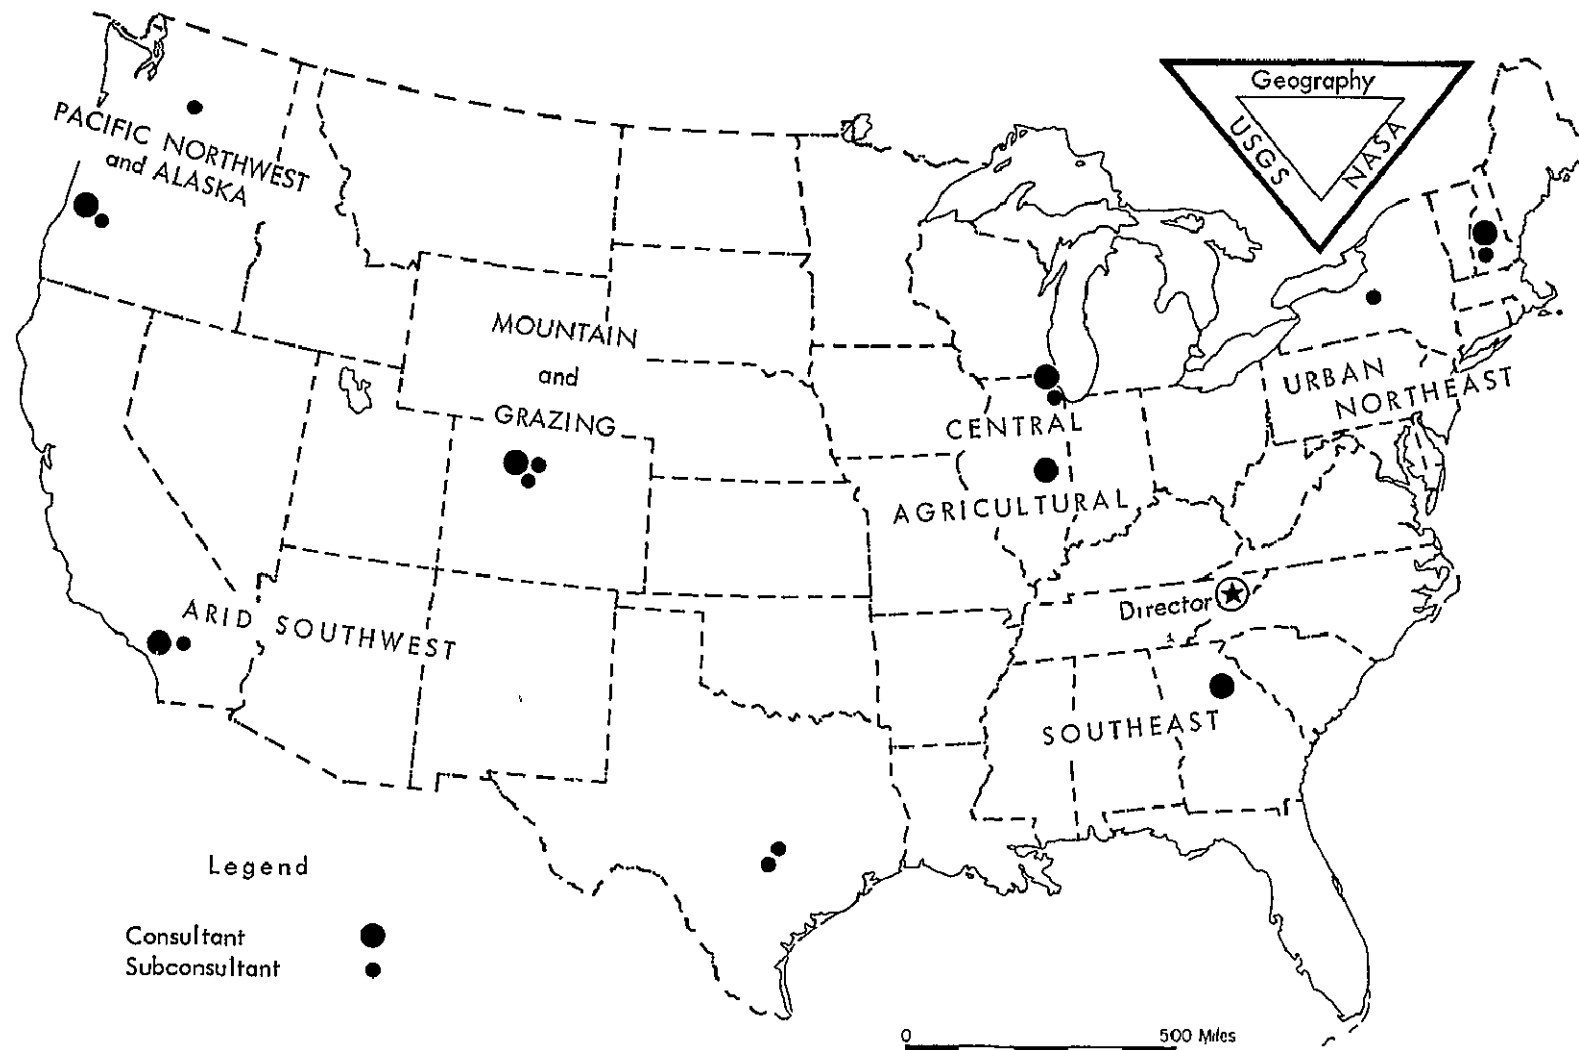 Geography
USGS
NASA
PACIFIC NORTHWEST
and ALASKA
MOUNTAIN
and
GRAZING
URBAN
NORTHEAST
CENTRAL
AGRICULTURAL
ARID SOUTHWEST
Director
SOUTHEAST
Legend
Consultant
Subconsultant
0 500 Miles